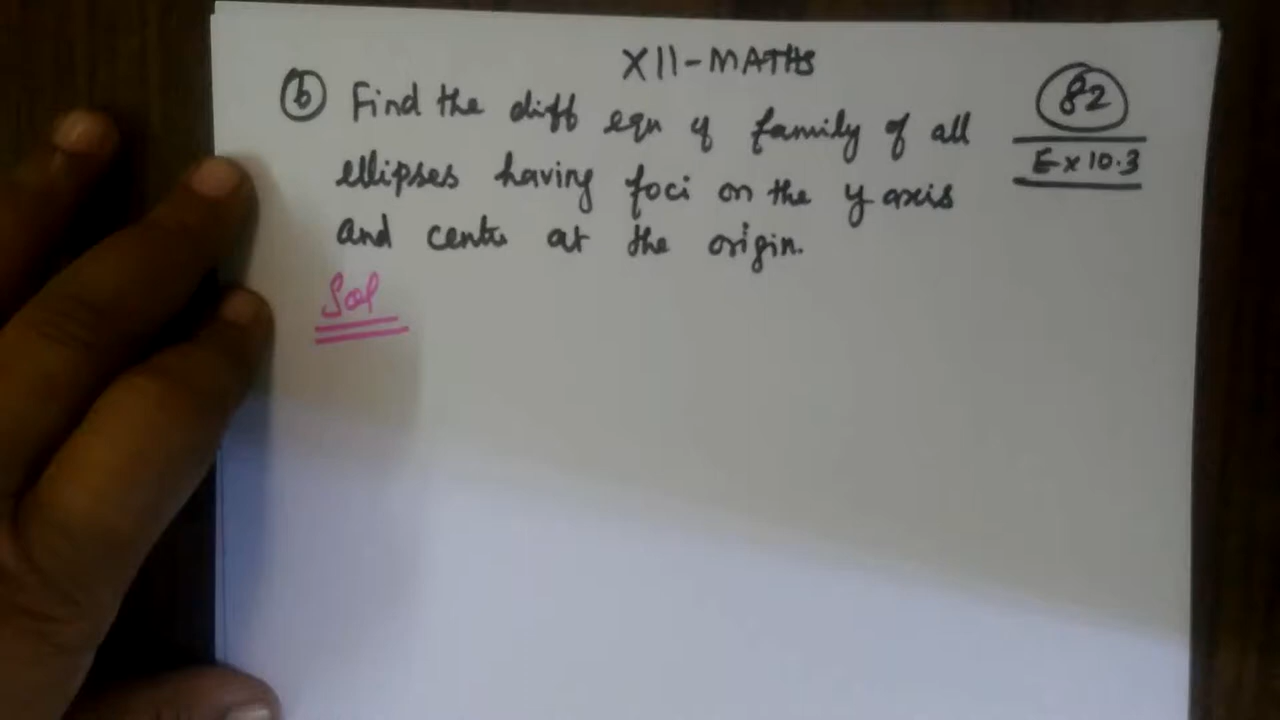 XII-MATHS
82
Ex 10.3
6 Find the diff eqn of family of all
ellipses having foci on the y axis
and centre at the origin.
Sol